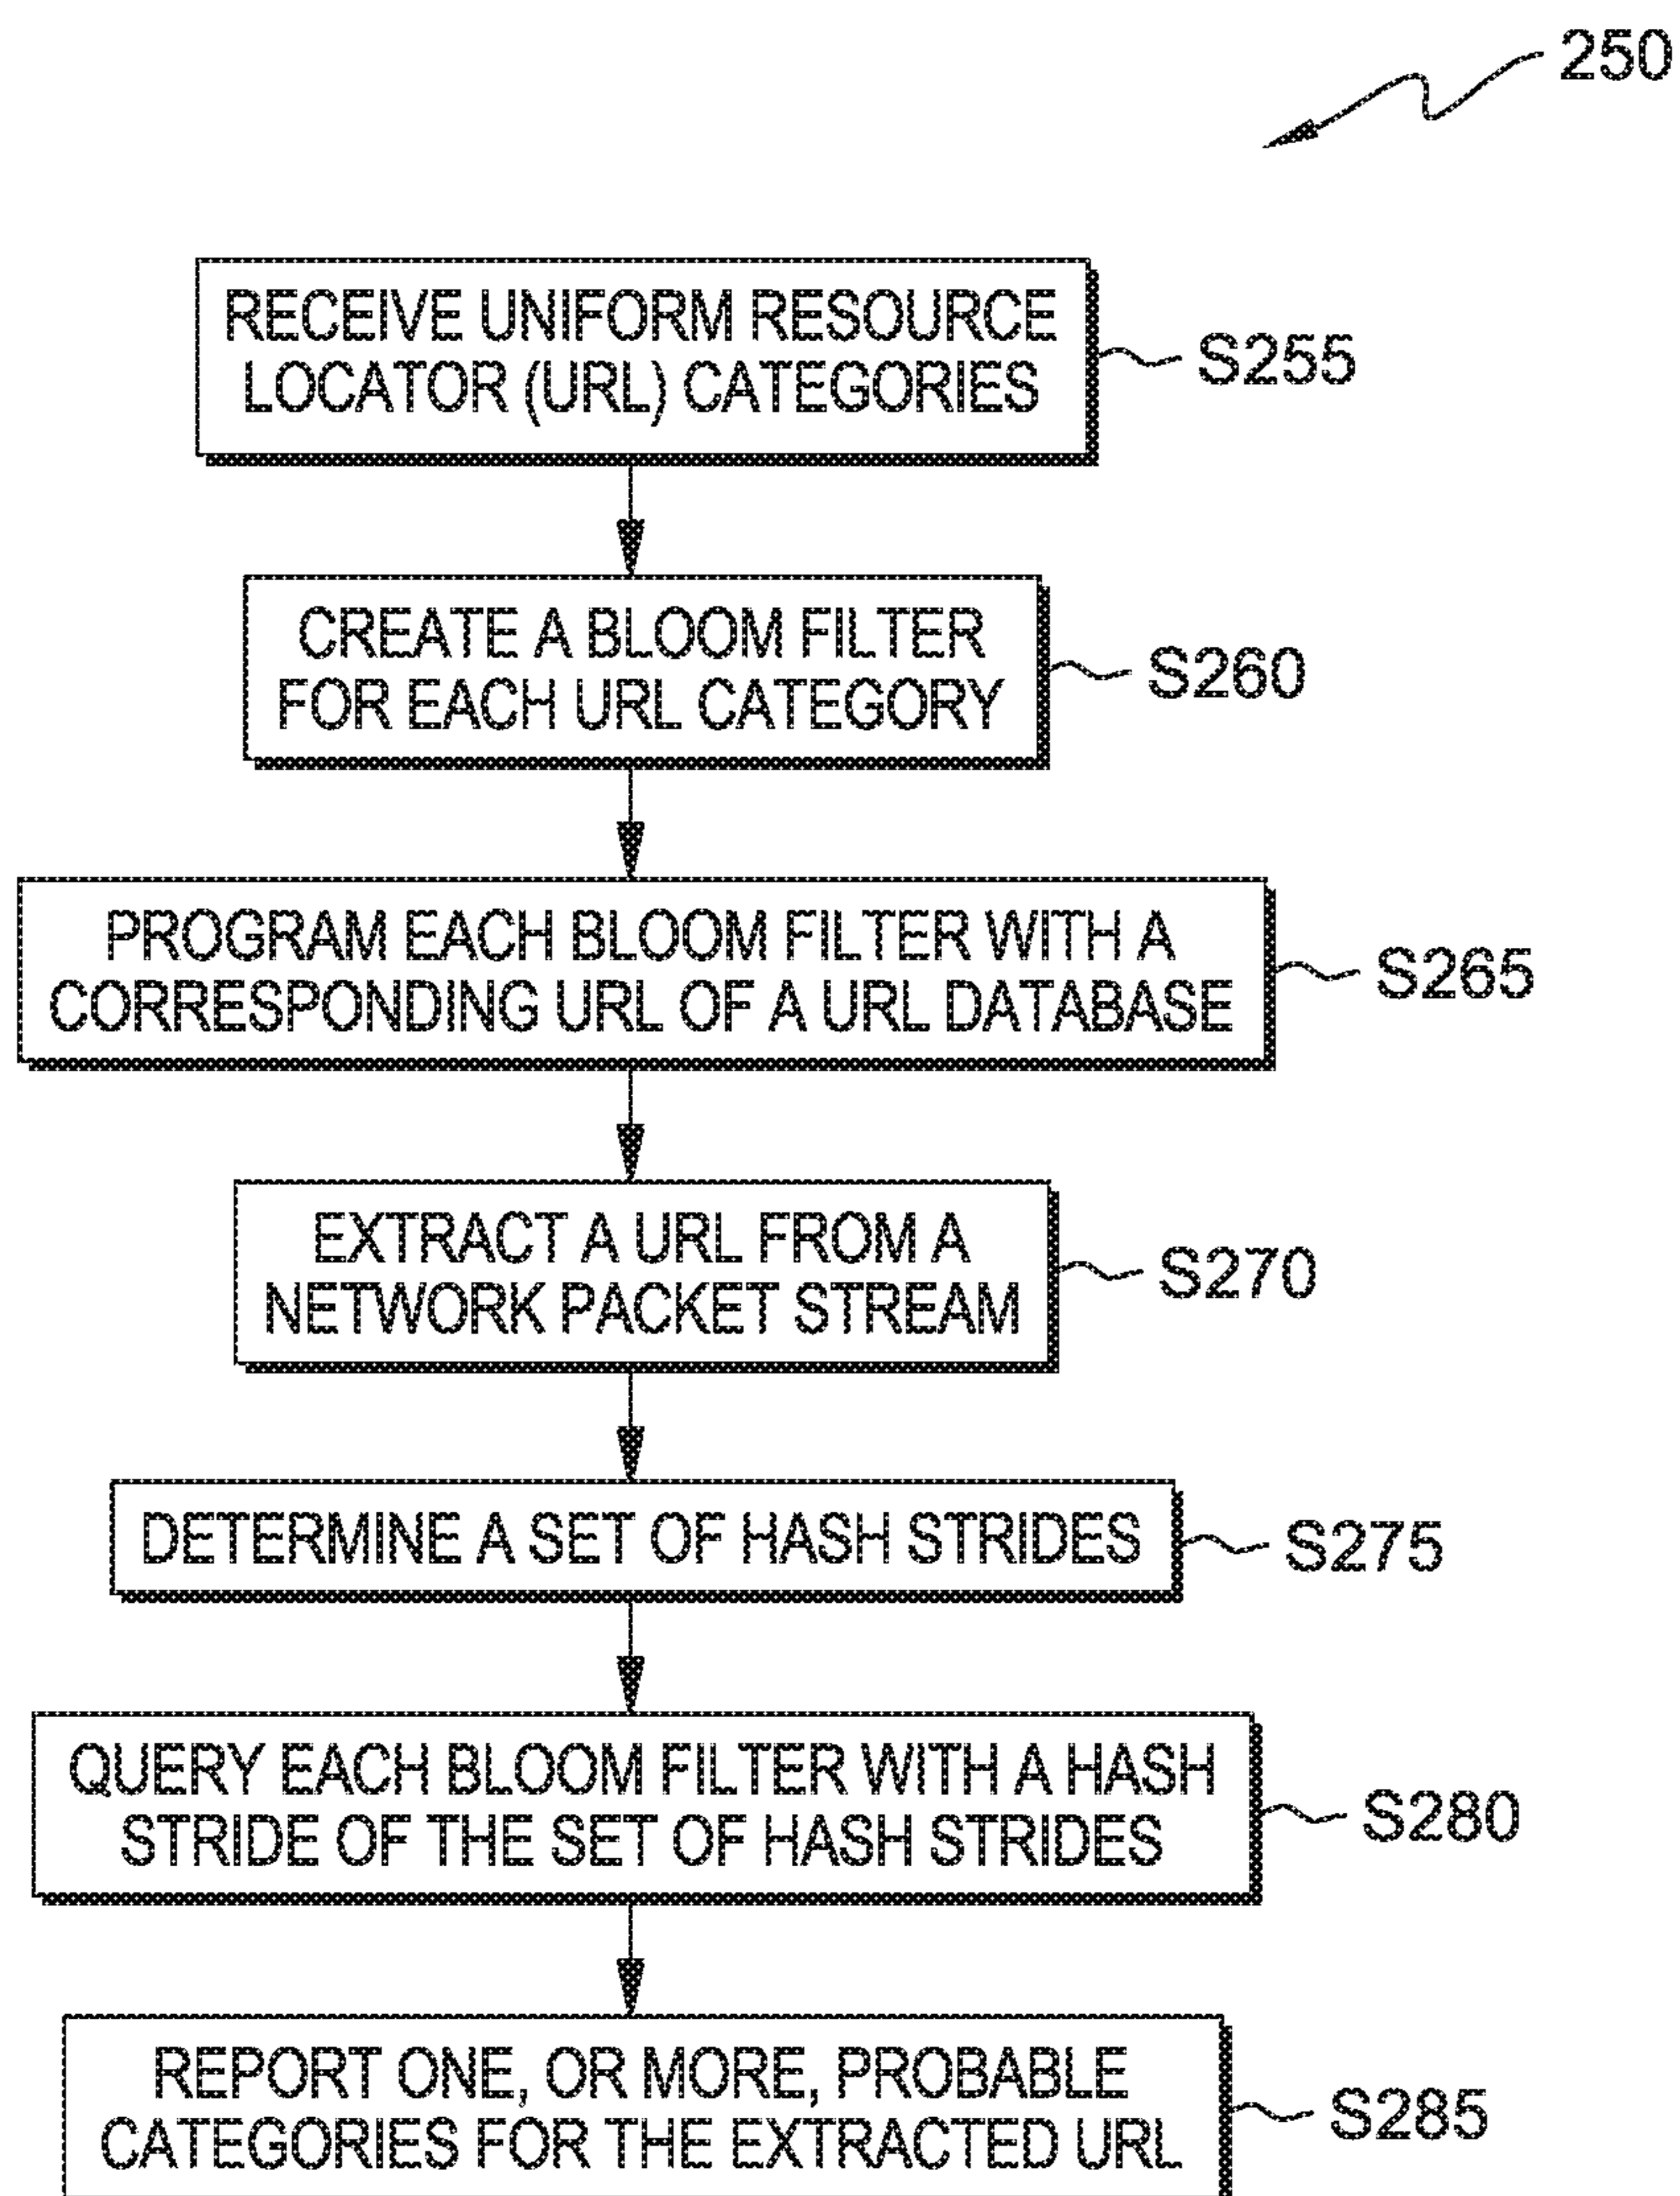 250
RECEIVE UNIFORM RESOURCE
LOCATOR (URL) CATEGORIES
S255
CREATE A BLOOM FILTER
FOR EACH URL CATEGORY
S260
PROGRAM EACH BLOOM FILTER WITH A
CORRESPONDING URL OF A URL DATABASE
S265
EXTRACT A URL FROM A
NETWORK PACKET STREAM
S270
DETERMINE A SET OF HASH STRIDES
S275
QUERY EACH BLOOM FILTER WITH A HASH
STRIDE OF THE SET OF HASH STRIDES
S280
REPORT ONE, OR MORE, PROBABLE
CATEGORIES FOR THE EXTRACTED URL
S285